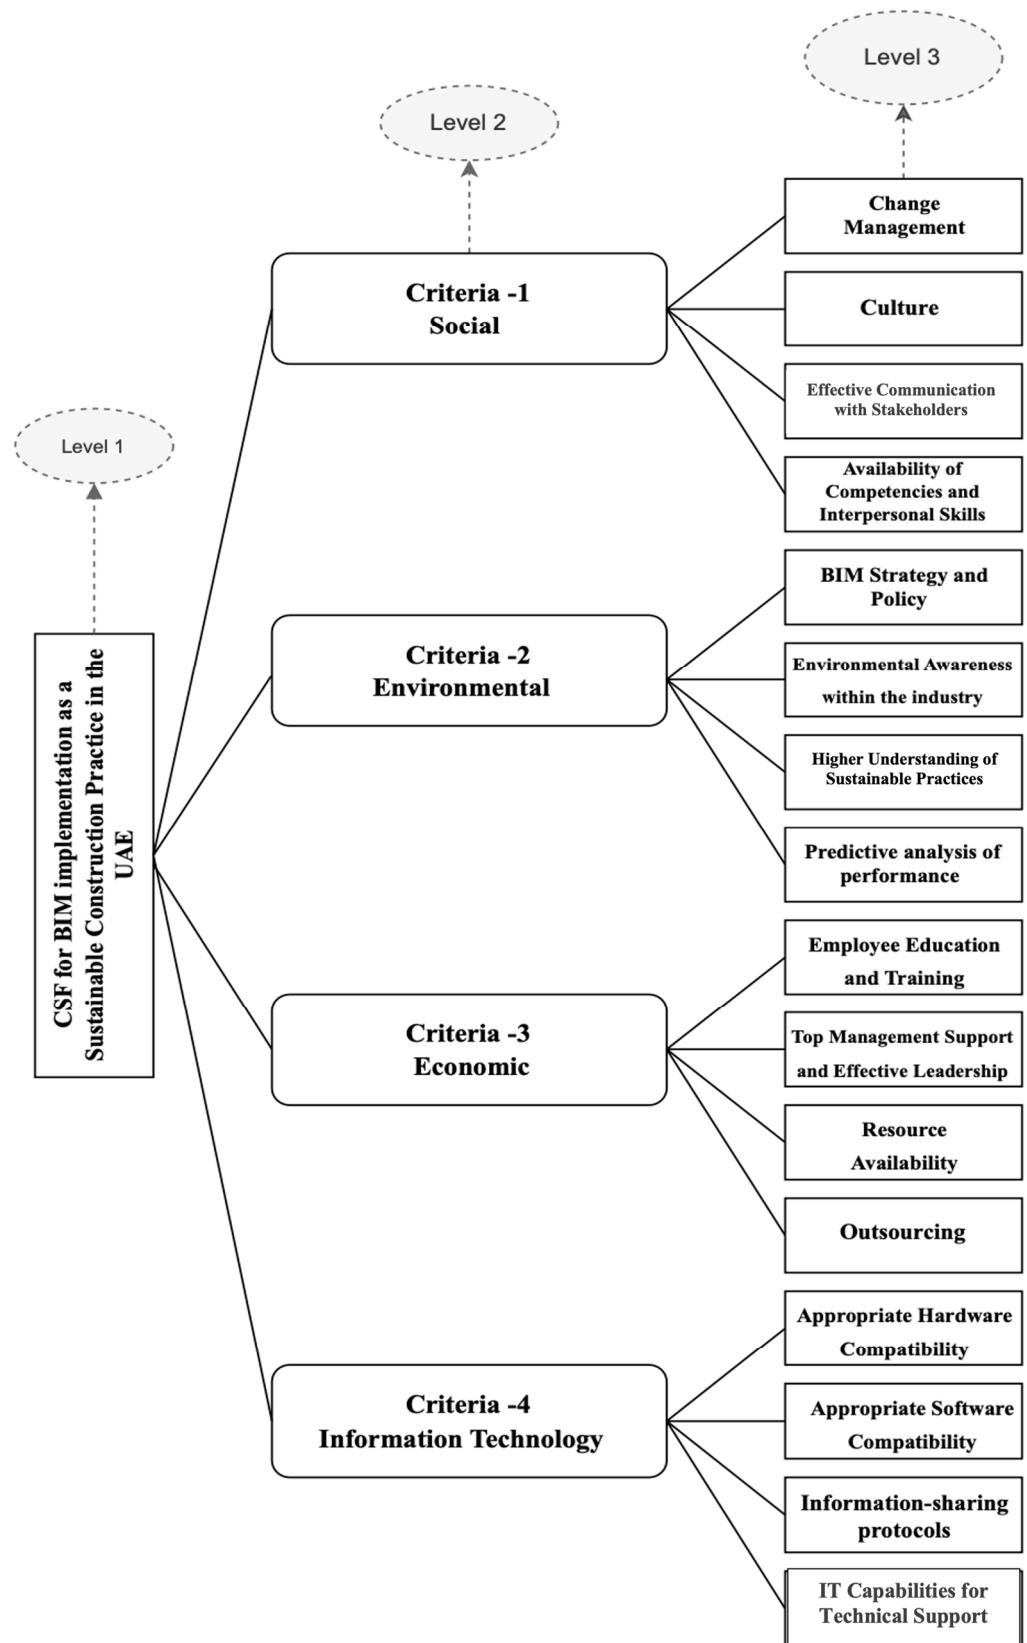 Level 3
Level 2
Change
Management
Criteria -1
Social
Culture
Effective Communication
with Stakeholders
Level 1
Availability of
Competencies and
Interpersonal Skills
BIM Strategy and
Policy
Criteria -2
Environmental
Environmental Awareness
within the industry
CSF for BIM implementation as a
Sustainable Construction Practice in the
UAE
Higher Understanding of
Sustainable Practices
Predictive analysis of
performance
Employee Education
and Training
Criteria -3
Economic
Top Management Support
and Effective Leadership
Resource
Availability
Outsourcing
Appropriate Hardware
Compatibility
Criteria -4
Information Technology
Appropriate Software
Compatibility
Information-sharing
protocols
IT Capabilities for
Technical Support